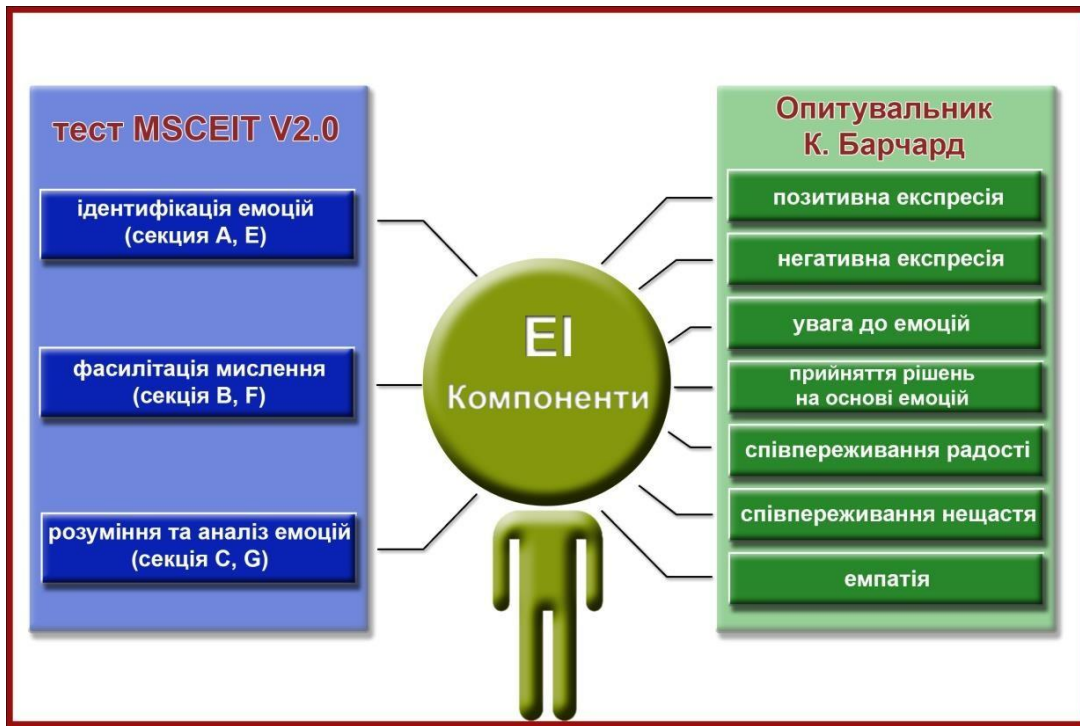 тест MSCEIT V2.0
ідентифікація емоцій
(секция А, Е)
фасилітація мислення
(секція B, F)
розуміння та аналіз емоцій
(секція C, G)
ЕІ
Компоненти
Опитувальник
К. Барчард
позитивна експресія
негативна експресія
увага до емоцій
прийняття рішень
на основі емоцій
співпереживання радості
співпереживання нещастя
емпатія